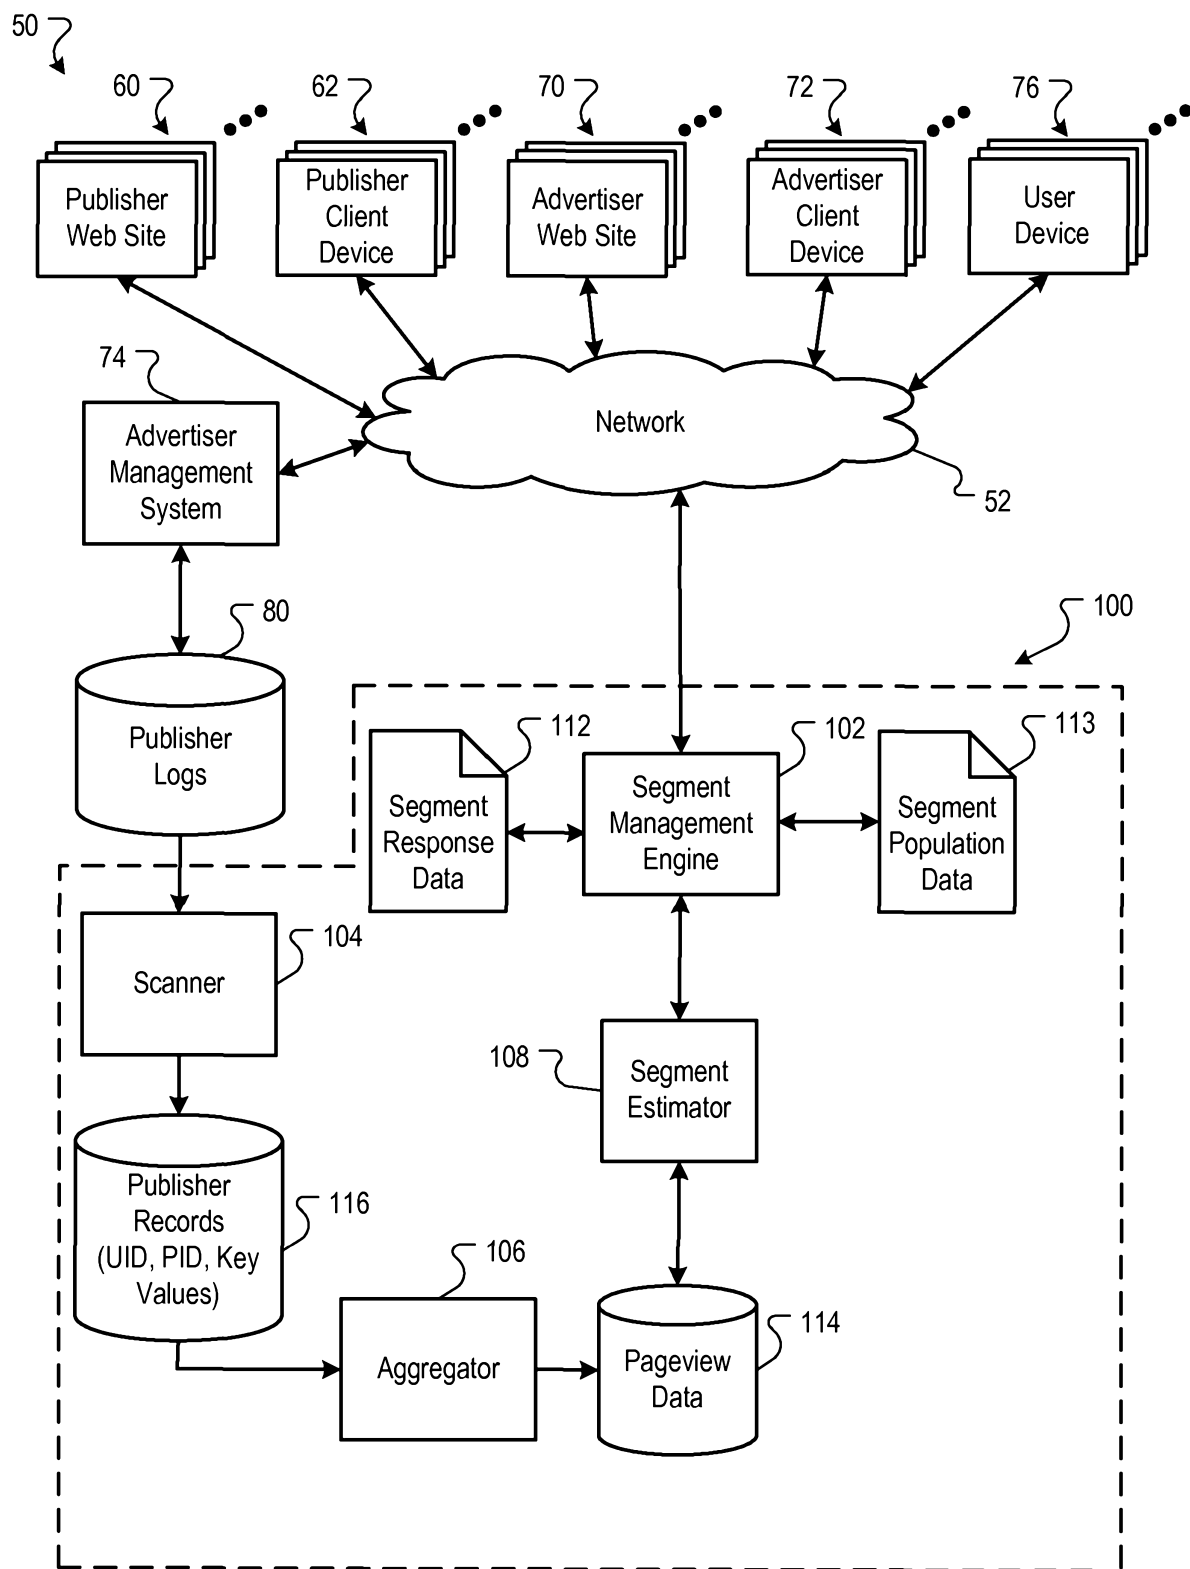 50
60
62
70
72
76
Publisher
Web Site
Publisher
Client
Device
Advertiser
Web Site
Advertiser
Client
Device
User
Device
74
Advertiser
Management
System
Network
52
80
Publisher
Logs
100
112
Segment
Response
Data
102
Segment
Management
Engine
113
Segment
Population
Data
104
Scanner
108
Segment
Estimator
116
Publisher
Records
(UID, PID, Key
Values)
106
Aggregator
114
Pageview
Data